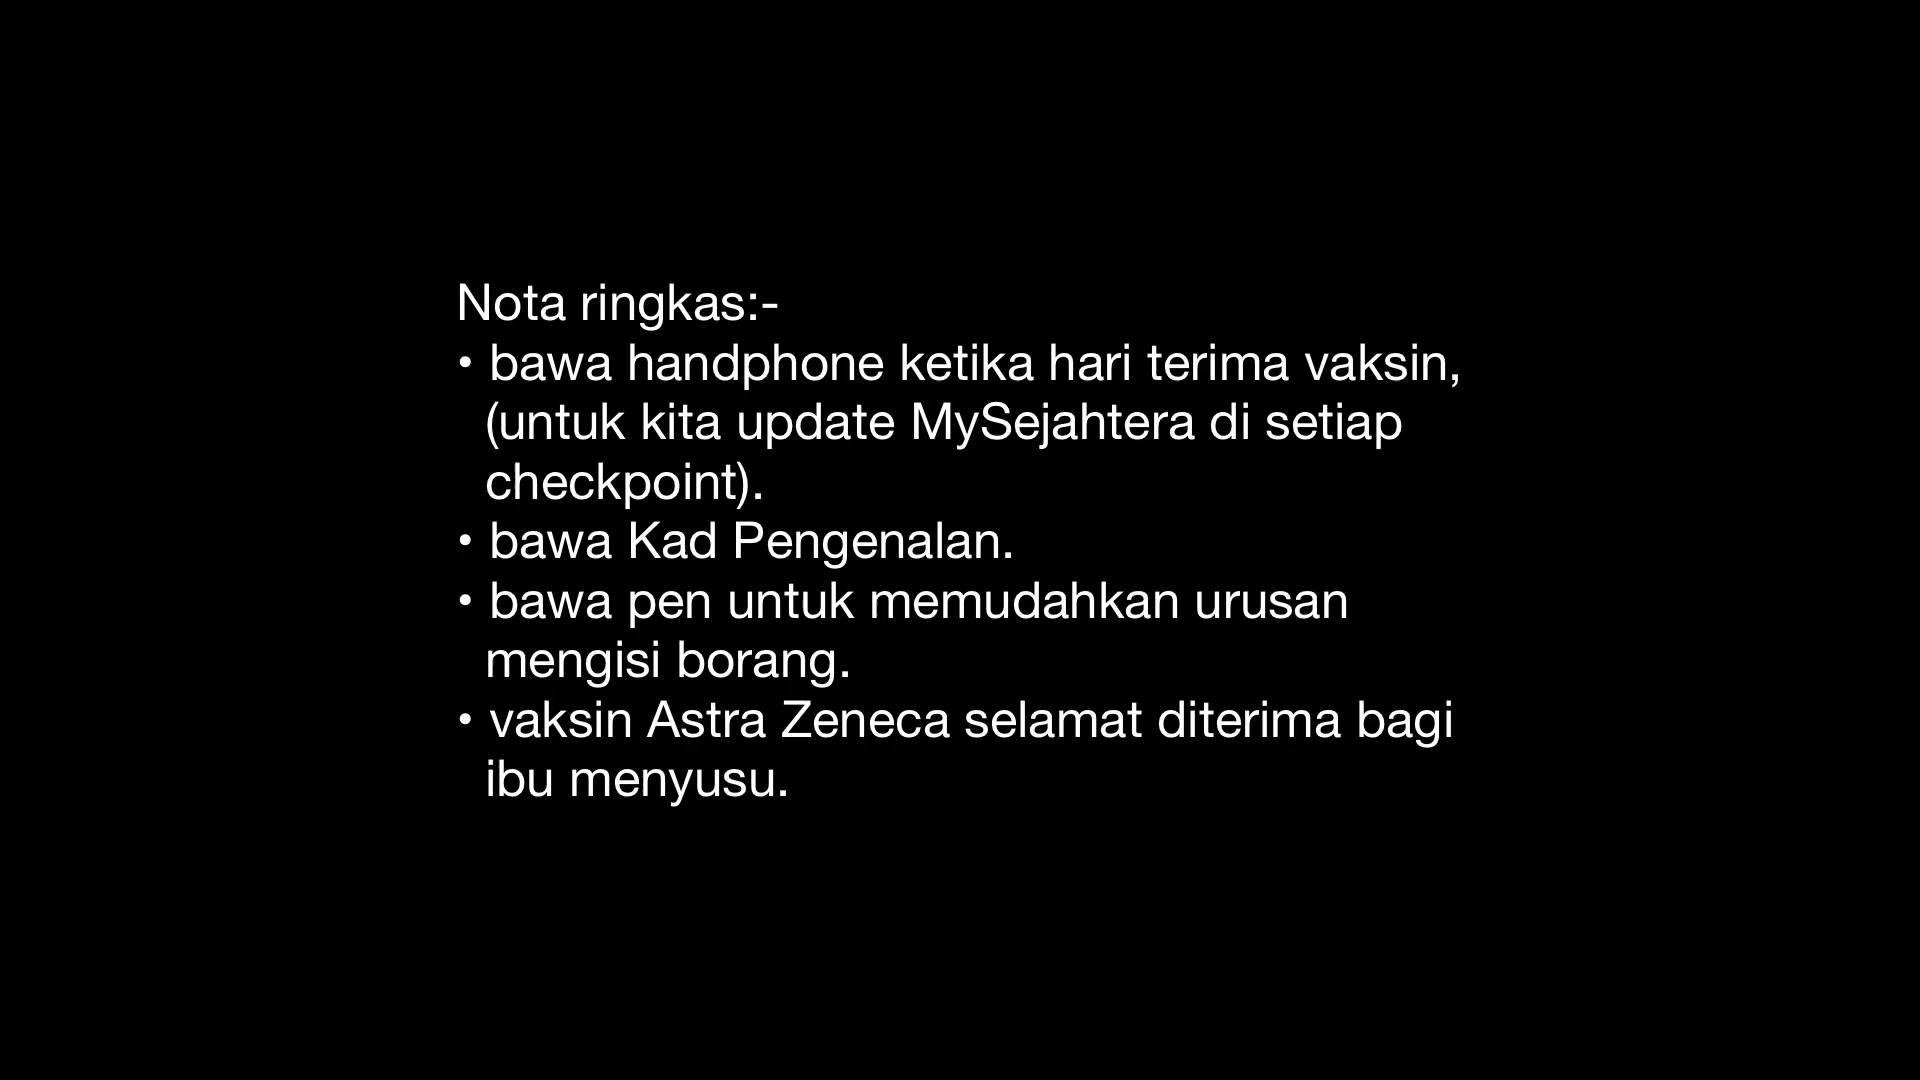 Nota ringkas:-
• bawa handphone ketika hari terima vaksin,
(untuk kita update MySejahtera di setiap
checkpoint).
• bawa Kad Pengenalan.
• bawa pen untuk memudahkan urusan
mengisi borang.
• vaksin Astra Zeneca selamat diterima bagi
ibu menyusu.